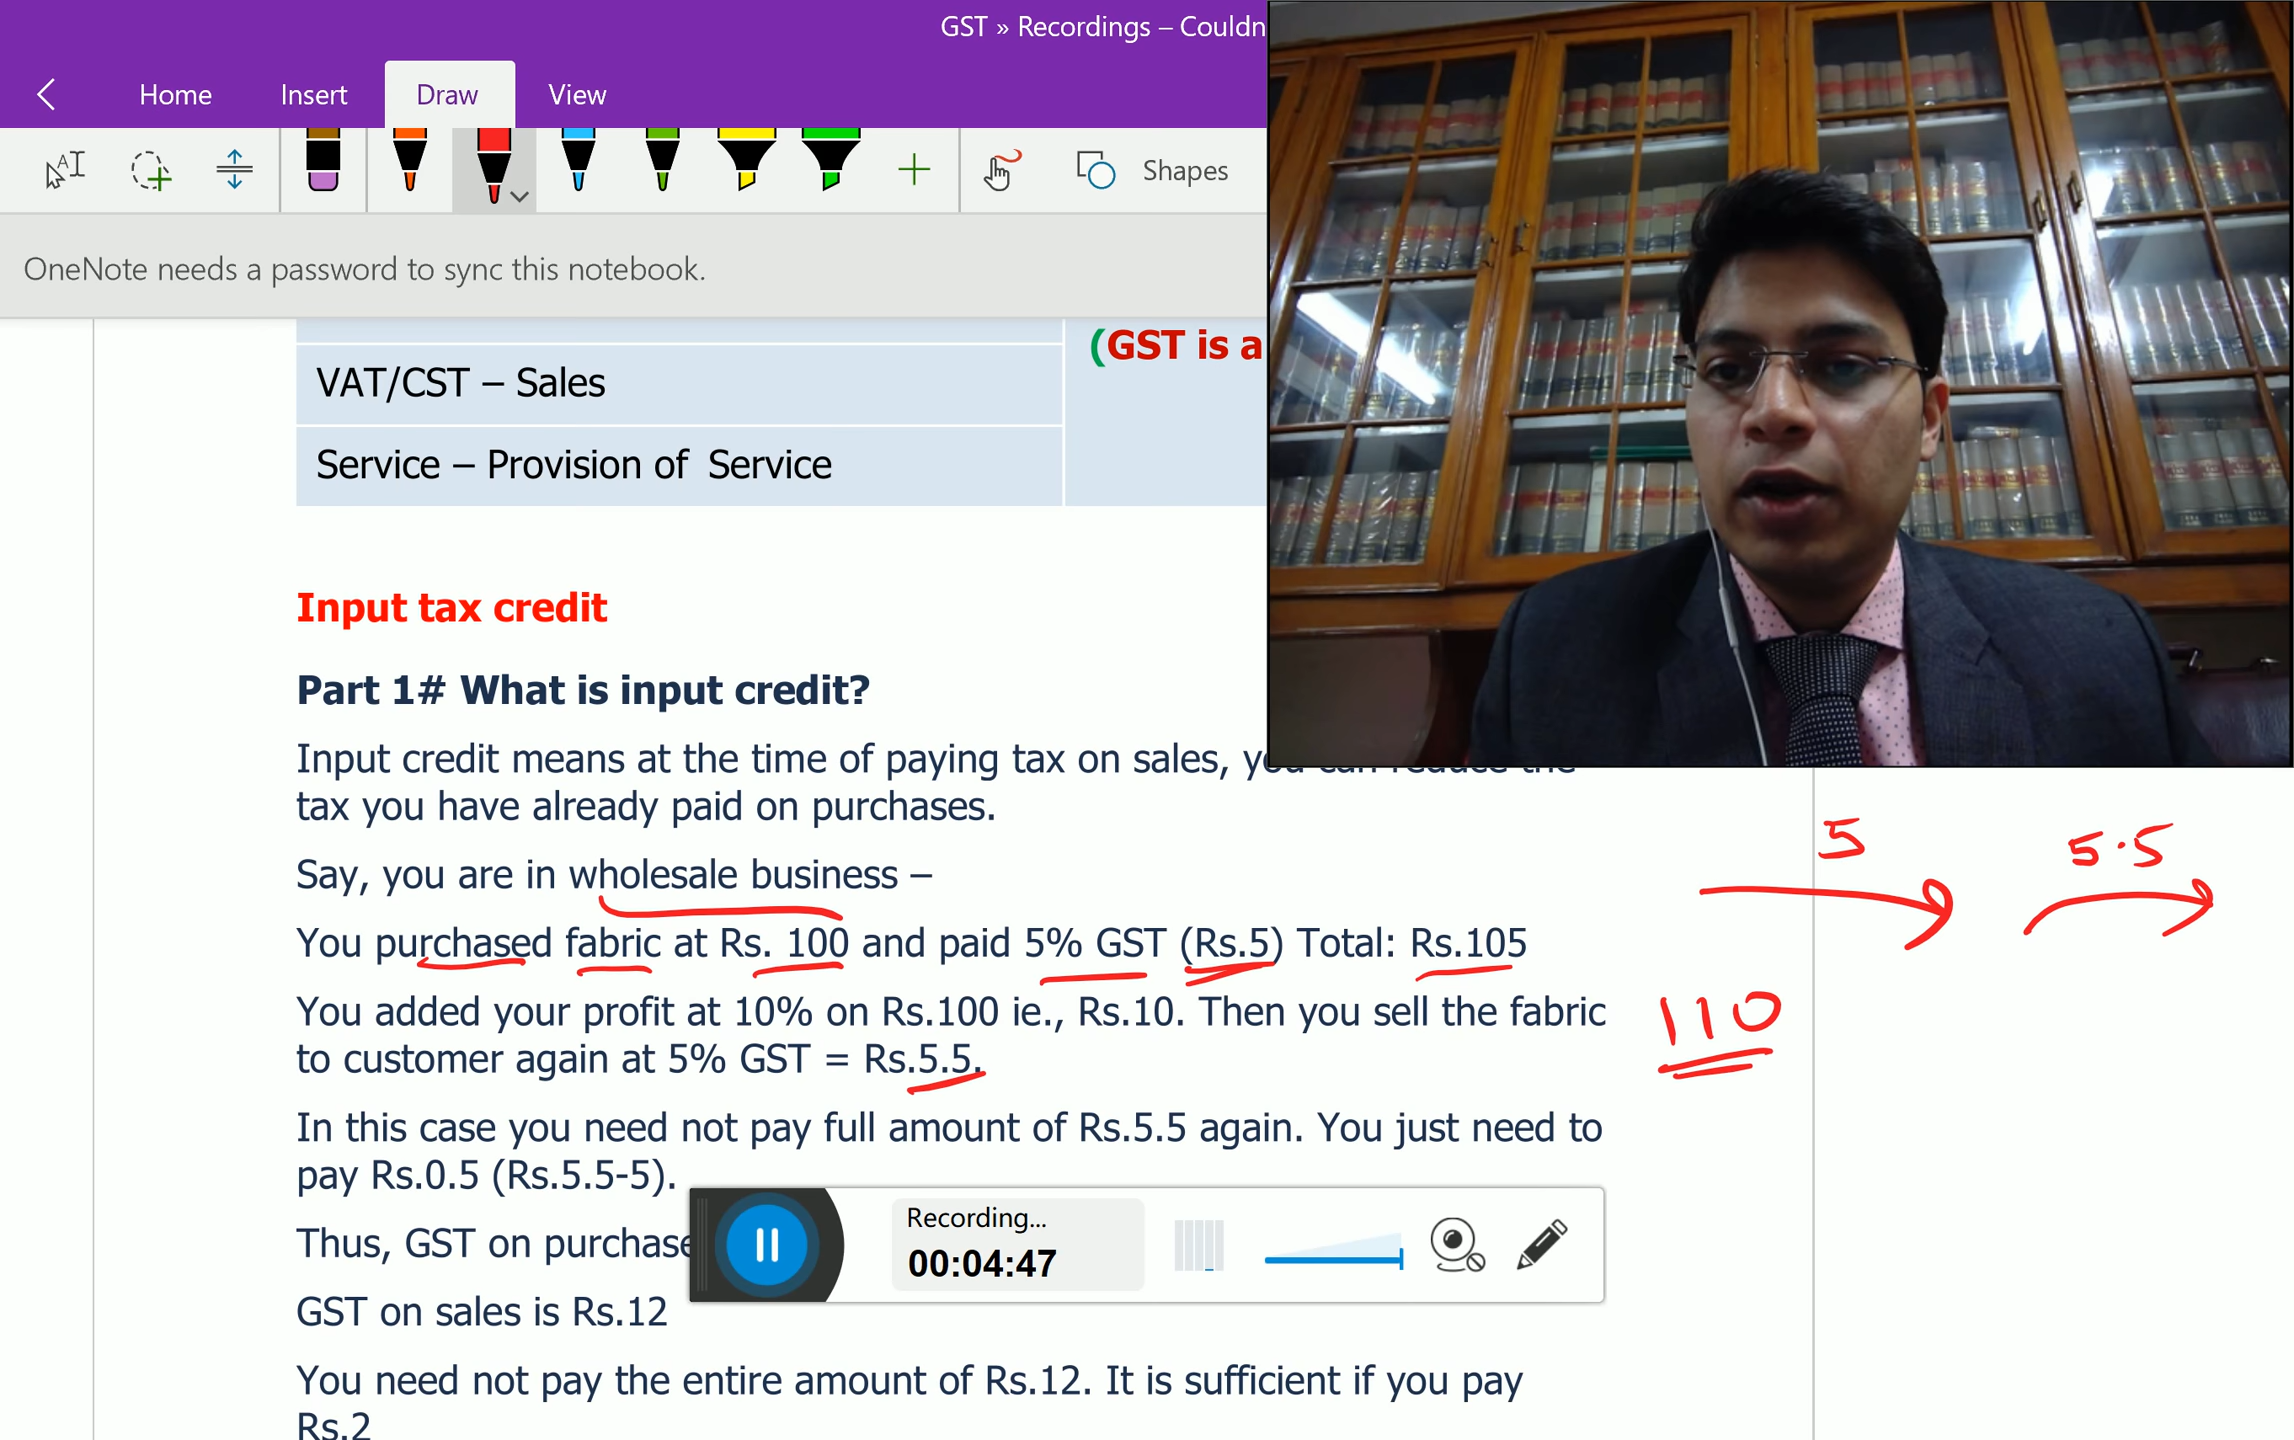 GST » Recordings – Couldn
Home Insert Draw View
Shapes
OneNote needs a password to sync this notebook.
(GST is a
VAT/CST – Sales
Service – Provision of Service
Input tax credit
Part 1# What is input credit?
Input credit means at the time of paying tax on sales, you can reduce the
tax you have already paid on purchases.
5
5.5
Say, you are in wholesale business –
You purchased fabric at Rs. 100 and paid 5% GST (Rs.5) Total: Rs.105
You added your profit at 10% on Rs.100 ie., Rs.10. Then you sell the fabric
110
to customer again at 5% GST = Rs.5.5.
In this case you need not pay full amount of Rs.5.5 again. You just need to
pay Rs.0.5 (Rs.5.5-5).
Thus, GST on purchase
Recording...
00:04:47
GST on sales is Rs.12
You need not pay the entire amount of Rs.12. It is sufficient if you pay
Rs.2